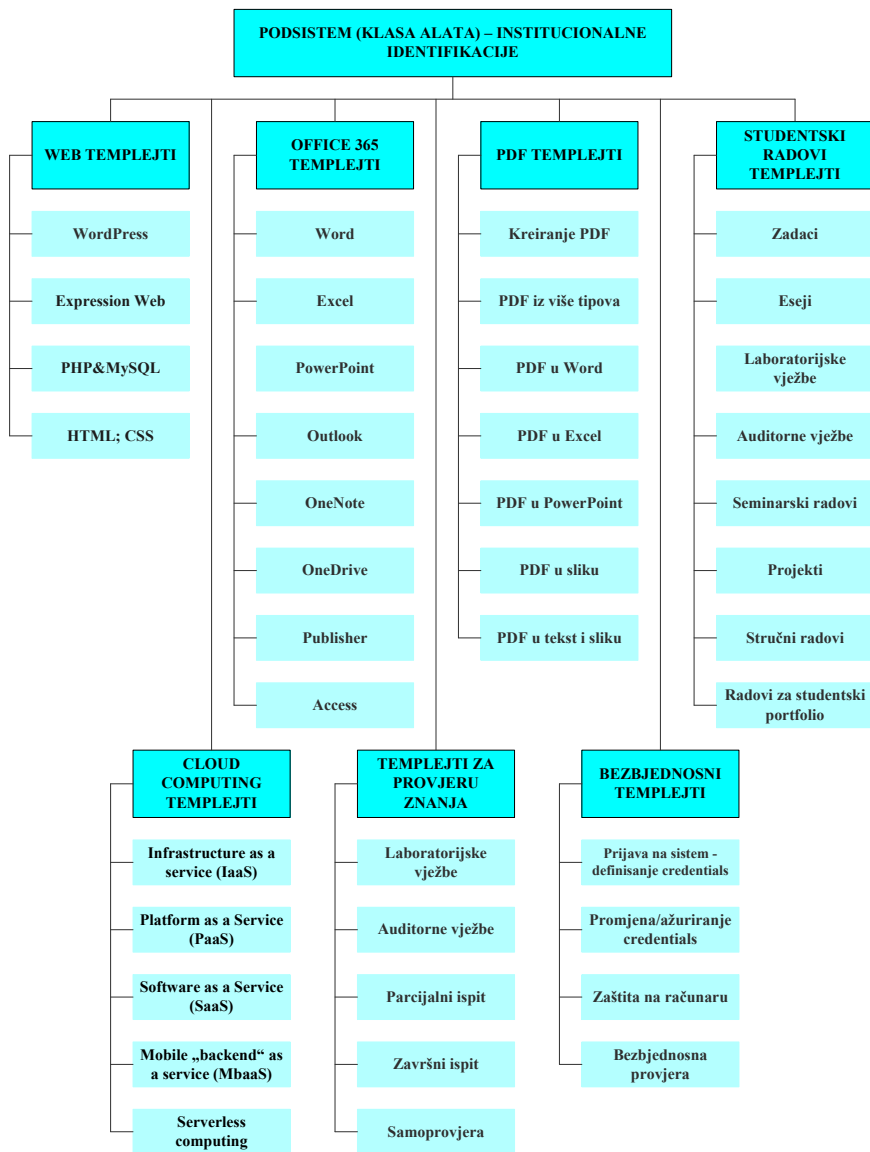 PODSISTEM (KLASA ALATA) – INSTITUCIONALNE
IDENTIFIKACIJE
WEB TEMPLEJTI
WordPress
Expression Web
PHP&MySQL
HTML; CSS
OFFICE 365
TEMPLEJTI
Word
Excel
PowerPoint
Outlook
OneNote
OneDrive
Publisher
Access
PDF TEMPLEJTI
Kreiranje PDF
PDF iz više tipova
PDF u Word
PDF u Excel
PDF u PowerPoint
PDF u sliku
PDF u tekst i sliku
STUDENTSKI
RADOVI
TEMPLEJTI
Zadaci
Eseji
Laboratorijske
vježbe
Auditorne vježbe
Seminarski radovi
Projekti
Stručni radovi
Radovi za studentski
portfolio
CLOUD
COMPUTING
TEMPLEJTI
Infrastructure as a
service (IaaS)
Platform as a Service
(PaaS)
Software as a Service
(SaaS)
Mobile „backend“ as
a service (MbaaS)
Serverless
computing
TEMPLEJTI ZA
PROVJERU
ZNANJA
Laboratorijske
vježbe
Auditorne vježbe
Parcijalni ispit
Završni ispit
Samoprovjera
BEZBJEDNOSNI
TEMPLEJTI
Prijava na sistem -
definisanje credentials
Promjena/ažuriranje
credentials
Zaštita na računaru
Bezbjednosna
provjera